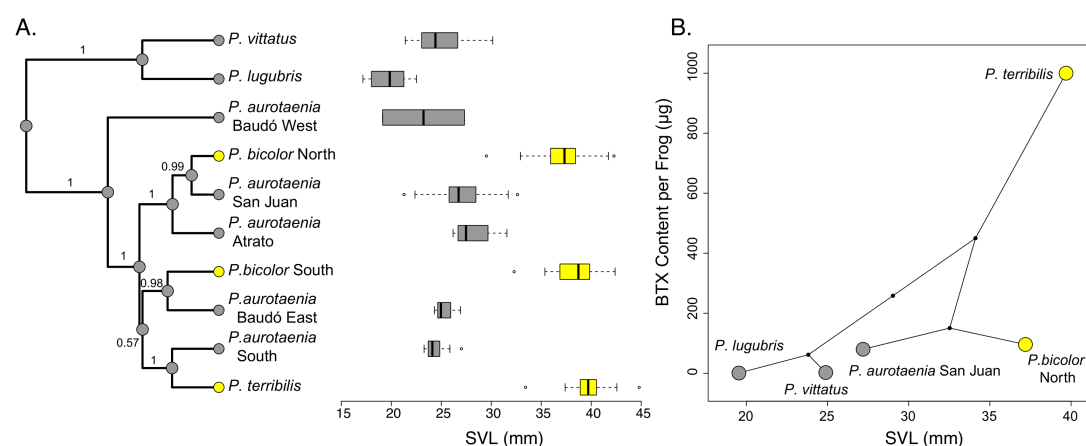 A.
1
P. vittatus
P. lugubris
P. aurotaenia
Baudó West
1
P. bicolor North
0.99
P. aurotaenia
San Juan
1
P. aurotaenia
Atrato
1
P.bicolor South
0.98
P.aurotaenia
Baudó East
0.57
P.aurotaenia
South
1
P. terribilis
15 20 25 30 35 40 45
SVL (mm)
B.
BTX Content per Frog (µg)
1000
800
600
400
200
0
P. terribilis
P. lugubris
P. vittatus
P. aurotaenia San Juan
P.bicolor
North
20 25 30 35 40
SVL (mm)